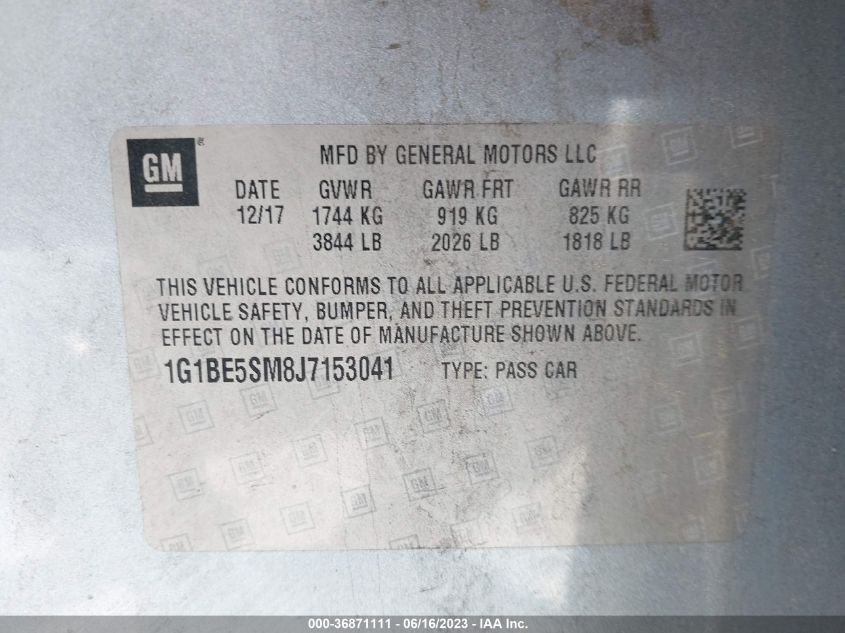 GM ®
MFD BY GENERAL MOTORS LLC
DATE GVWR GAWR FRT GAWR RR
12/17 1744 KG 919 KG 825 KG
3844 LB 2026 LB 1818 LB
THIS VEHICLE CONFORMS TO ALL APPLICABLE U.S. FEDERAL MOTOR
VEHICLE SAFETY, BUMPER, AND THEFT PREVENTION STANDARDS IN
EFFECT ON THE DATE OF MANUFACTURE SHOWN ABOVE.
1G1BE5SM8J7153041 TYPE: PASS CAR
000-36871111 - 06/16/2023 - IAA Inc.